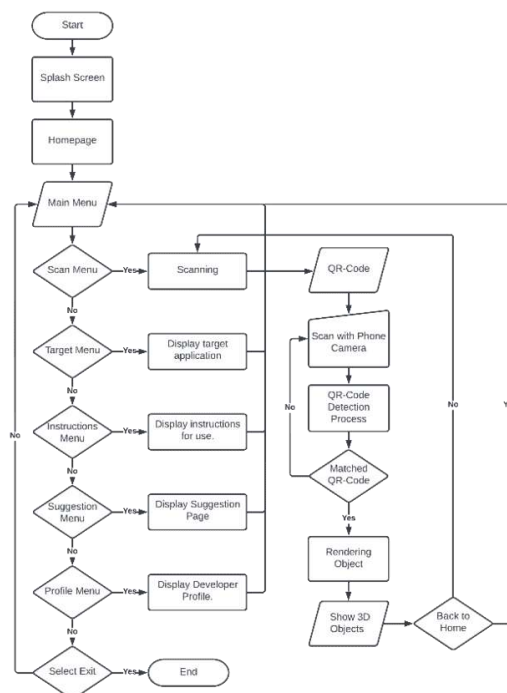 Start
Splash Screen
Homepage
Main Menu
Scan Menu
Yes
Scanning
QR-Code
No
Target Menu
Yes
Display target
application
Scan with Phone
Camera
No
No
Instructions
Menu
Yes
Display instructions
for use.
No
QR-Code
Detection
Process
No
No
Suggestion
Menu
Yes
Display Suggestion
Page
Matched
QR-Code
Yes
No
Profile Menu
Yes
Display Developer
Profile.
Rendering
Object
No
Show 3D
Objects
Back to
Home
Select Exit
Yes
End